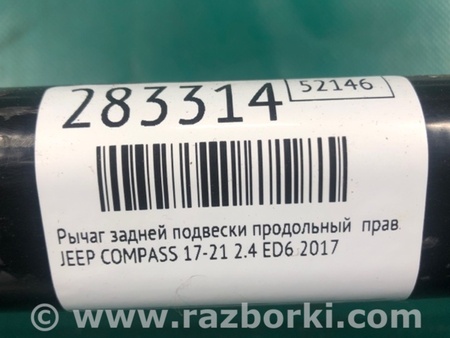 283314 52146
Рычаг задней подвески продольный прав
JEEP COMPASS 17-21 2.4 ED6 2017
© www.razborki.com